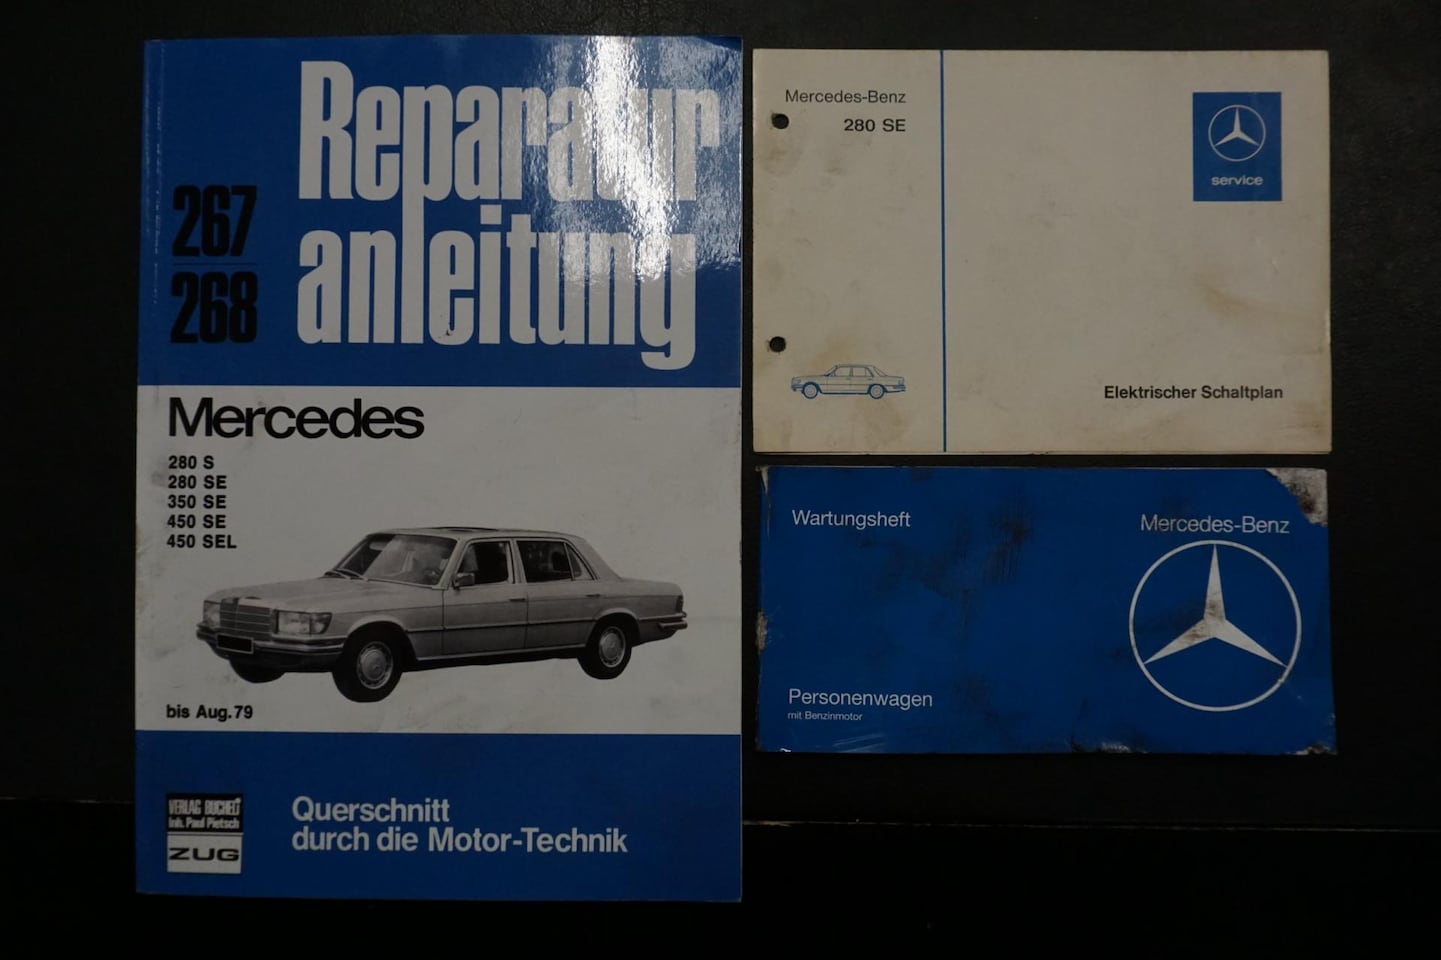 Reparatur
anleitung
267
268
Mercedes
280 S
280 SE
350 SE
450 SE
450 SEL
bis Aug.79
VERLAG BUCHELI
Inh. Paul Pietsch
ZUG
Querschnitt
durch die Motor-Technik
Mercedes-Benz
280 SE
service
Elektrischer Schaltplan
Wartungsheft
Mercedes-Benz
Personenwagen
mit Benzinmotor